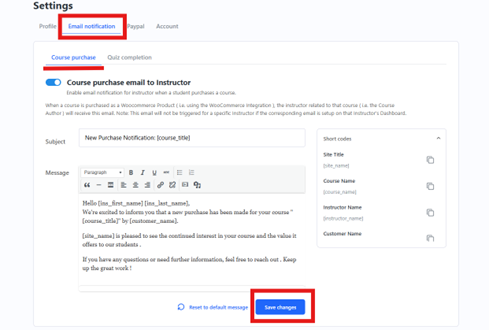 Settings
Profile
Email notification
Paypal
Account
Course purchase
Quiz completion
Course purchase email to Instructor
Enable email notification for instructor when a student purchases a course.
When a course is purchased as a Woocommerce Product ( i.e. using the WooCommerce Integration ), the instructor related to that course ( i.e. the Course
Author ) will receive this email. Note: This email will not be triggered for a specific Instructor if the corresponding email is setup on that Instructor's Dashboard.
Subject
New Purchase Notification: [course_title]
Message
Paragraph
Hello [ins_first_name] [ins_last_name],
We're excited to inform you that a new purchase has been made for your course "
[course_title]" by [customer_name].
[site_name] is pleased to see the continued interest in your course and the value it
offers to our students .
If you have any questions or need further information, feel free to reach out . Keep
up the great work !
Short codes
Site Title
[site_name]
Course Name
[course_name]
Instructor Name
[instructor_name]
Customer Name
Reset to default message
Save changes